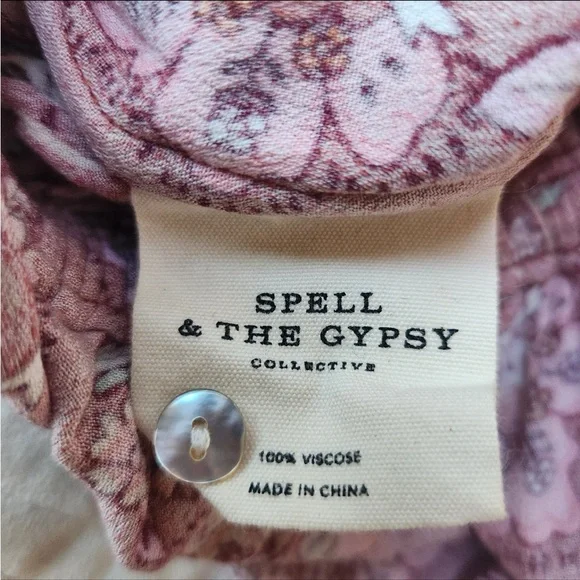 SPELL
& THE GYPSY
COLLECTIVE
100% VISCOSE
MADE IN CHINA